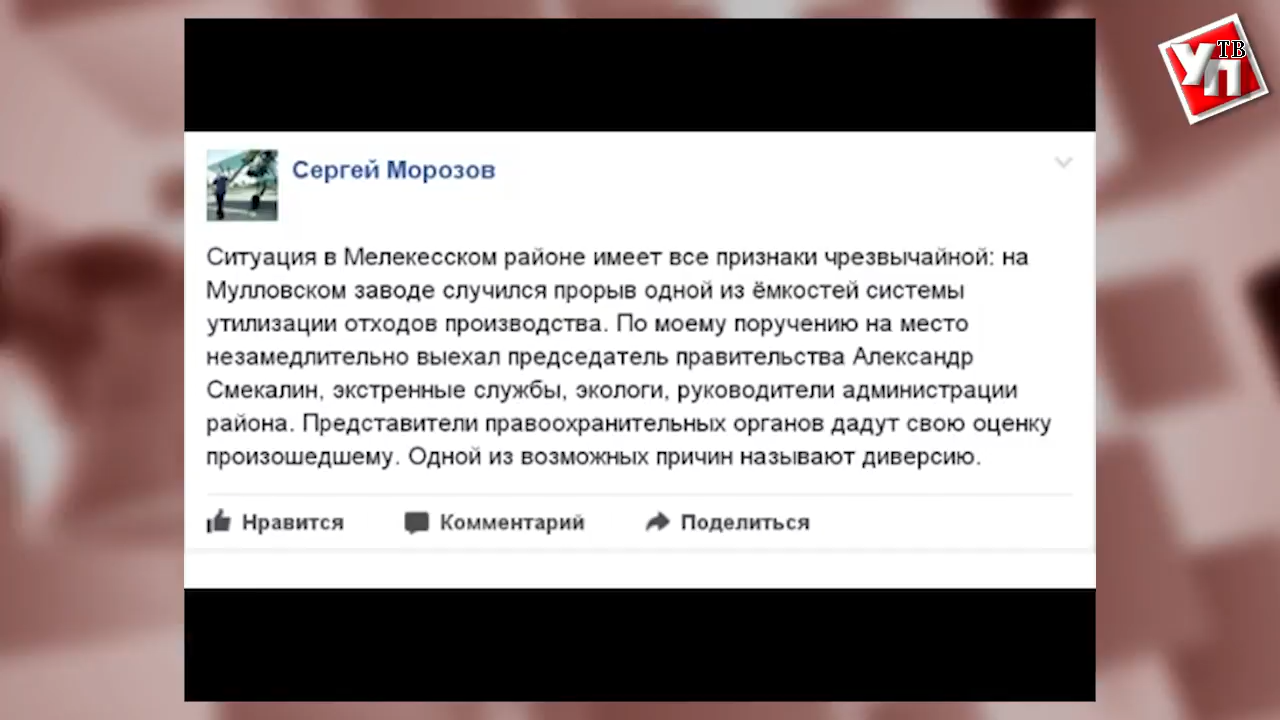 УП ТВ
Сергей Морозов
Ситуация в Мелекесском районе имеет все признаки чрезвычайной: на
Мулловском заводе случился прорыв одной из ёмкостей системы
утилизации отходов производства. По моему поручению на место
незамедлительно выехал председатель правительства Александр
Смекалин, экстренные службы, экологи, руководители администрации
района. Представители правоохранительных органов дадут свою оценку
произошедшему. Одной из возможных причин называют диверсию.
Нравится Комментарий Поделиться